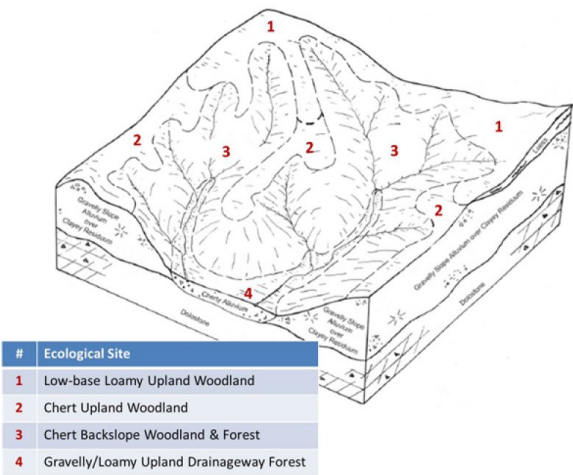 1
1
2
3
2
3
2
4
Loess
Gravelly Slope
Alluvium
over
Clayey Residuum
Gravelly Slope Alluvium over Clayey Residuum
Dolostone
Cherty Alluvium
Dolostone
Gravelly Slope
Alluvium
over
Clayey Residuum
# Ecological Site
1 Low-base Loamy Upland Woodland
2 Chert Upland Woodland
3 Chert Backslope Woodland & Forest
4 Gravelly/Loamy Upland Drainageway Forest